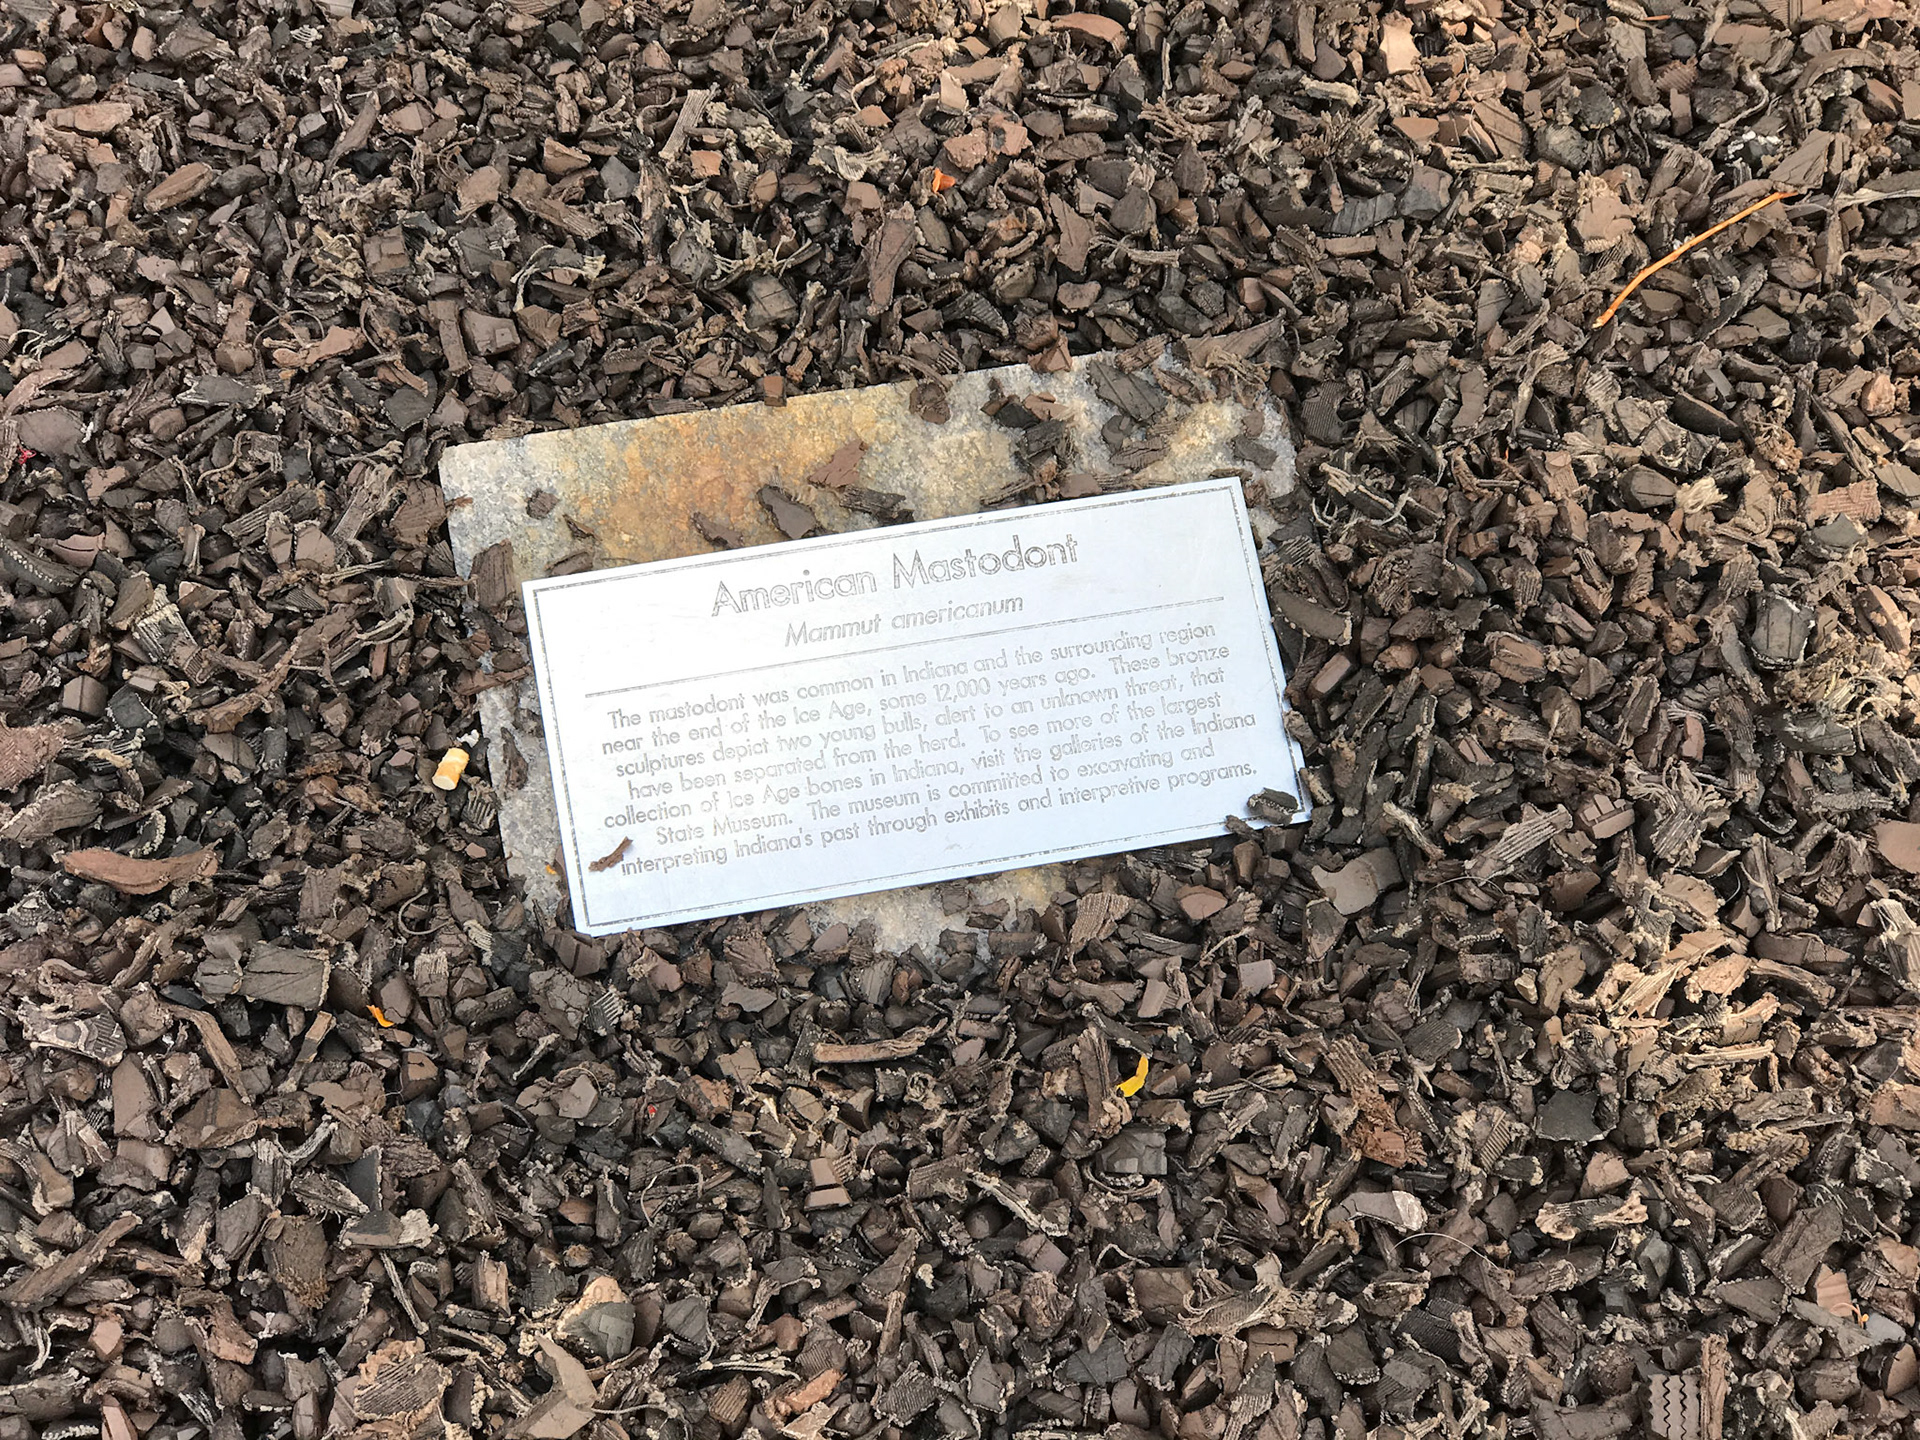 American Mastodont
Mammut americanum
The mastodont was common in Indiana and the surrounding region
near the end of the Ice Age, some 12,000 years ago. These bronze
sculptures depict two young bulls, alert to an unknown threat, that
have been separated from the herd. To see more of the largest
collection of Ice Age bones in Indiana, visit the galleries of the Indiana
State Museum. The museum is committed to excavating and
interpreting Indiana's past through exhibits and interpretive programs.